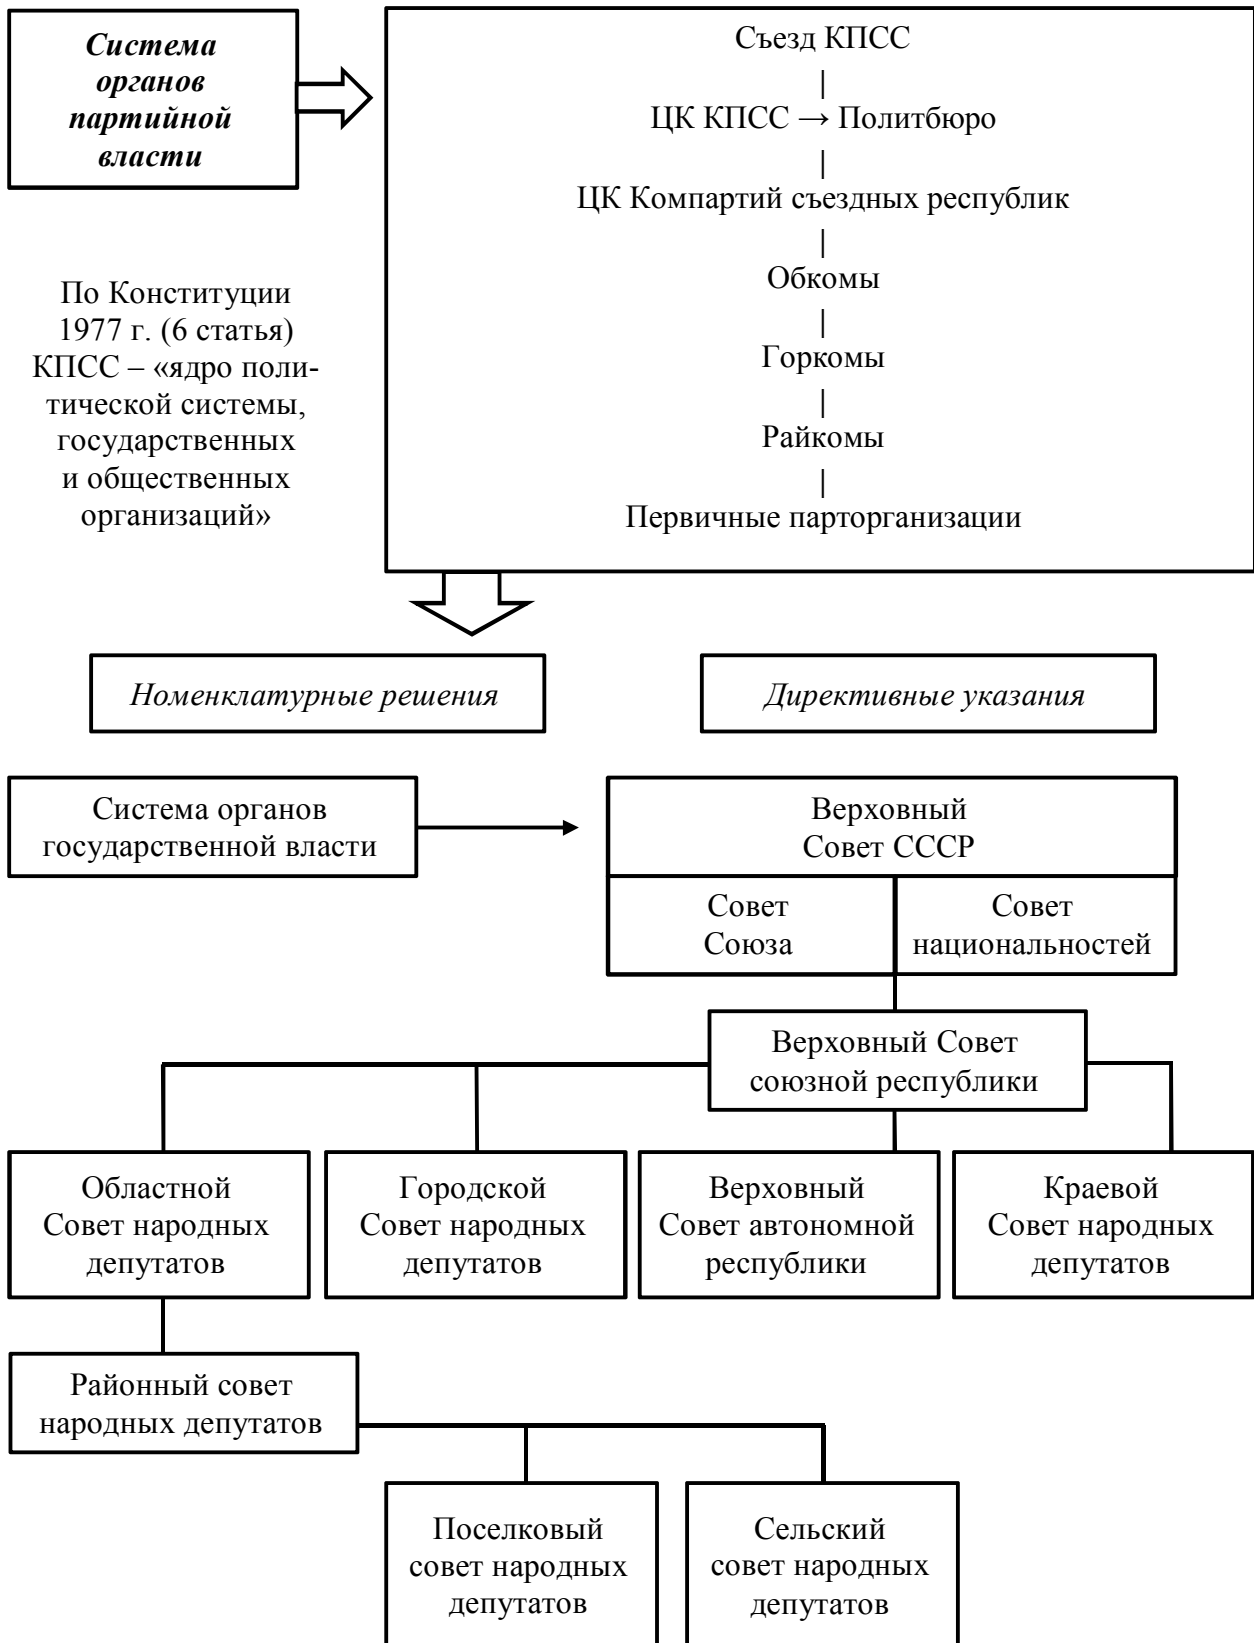 Система
органов
партийной
власти
Съезд КПСС
|
ЦК КПСС → Политбюро
|
ЦК Компартий съездных республик
|
Обкомы
|
Горкомы
|
Райкомы
|
Первичные парторганизации
По Конституции
1977 г. (6 статья)
КПСС – «ядро поли-
тической системы,
государственных
и общественных
организаций»
Номенклатурные решения
Директивные указания
Система органов
государственной власти
Верховный
Совет СССР
Совет
Союза
Совет
национальностей
Верховный Совет
союзной республики
Областной
Совет народных
депутатов
Городской
Совет народных
депутатов
Верховный
Совет автономной
республики
Краевой
Совет народных
депутатов
Районный совет
народных депутатов
Поселковый
совет народных
депутатов
Сельский
совет народных
депутатов